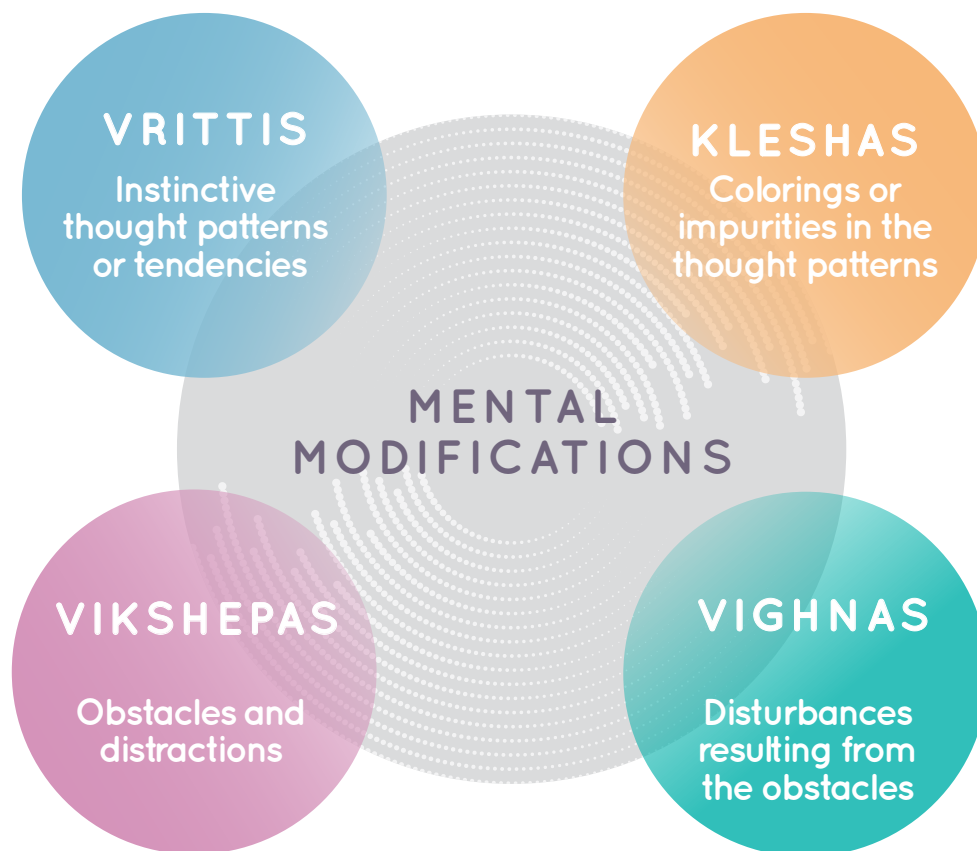 VRITTIS
Instinctive
thought patterns
or tendencies
KLESHAS
Colorings or
impurities in the
thought patterns
MENTAL
MODIFICATIONS
VIKSHEPAS
Obstacles and
distractions
VIGHNAS
Disturbances
resulting from
the obstacles